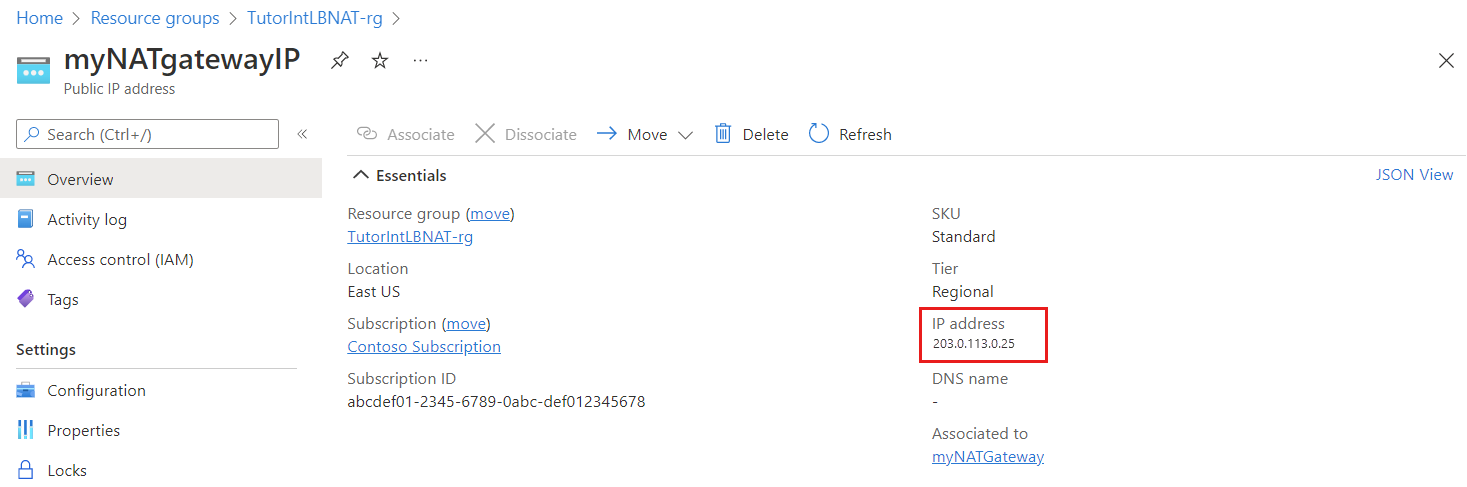 Home > Resource groups > TutorIntLBNAT-rg >
myNATgatewayIP
Public IP address
Search (Ctrl+/)
Overview
Activity log
Access control (IAM)
Tags
Settings
Configuration
Properties
Locks
Associate Dissociate Move Delete Refresh
Essentials
JSON View
Resource group (move)
TutorIntLBNAT-rg
Location
East US
Subscription (move)
Contoso Subscription
Subscription ID
abcdef01-2345-6789-0abc-def012345678
SKU
Standard
Tier
Regional
IP address
203.0.113.0.25
DNS name
-
Associated to
myNATGateway